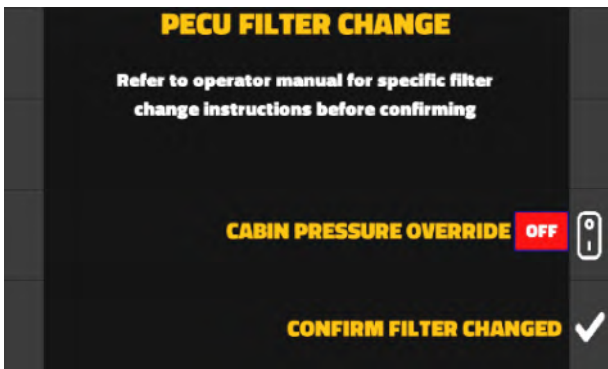 PECU FILTER CHANGE
Refer to operator manual for specific filter
change instructions before confirming
CABIN PRESSURE OVERRIDE OFF
CONFIRM FILTER CHANGED